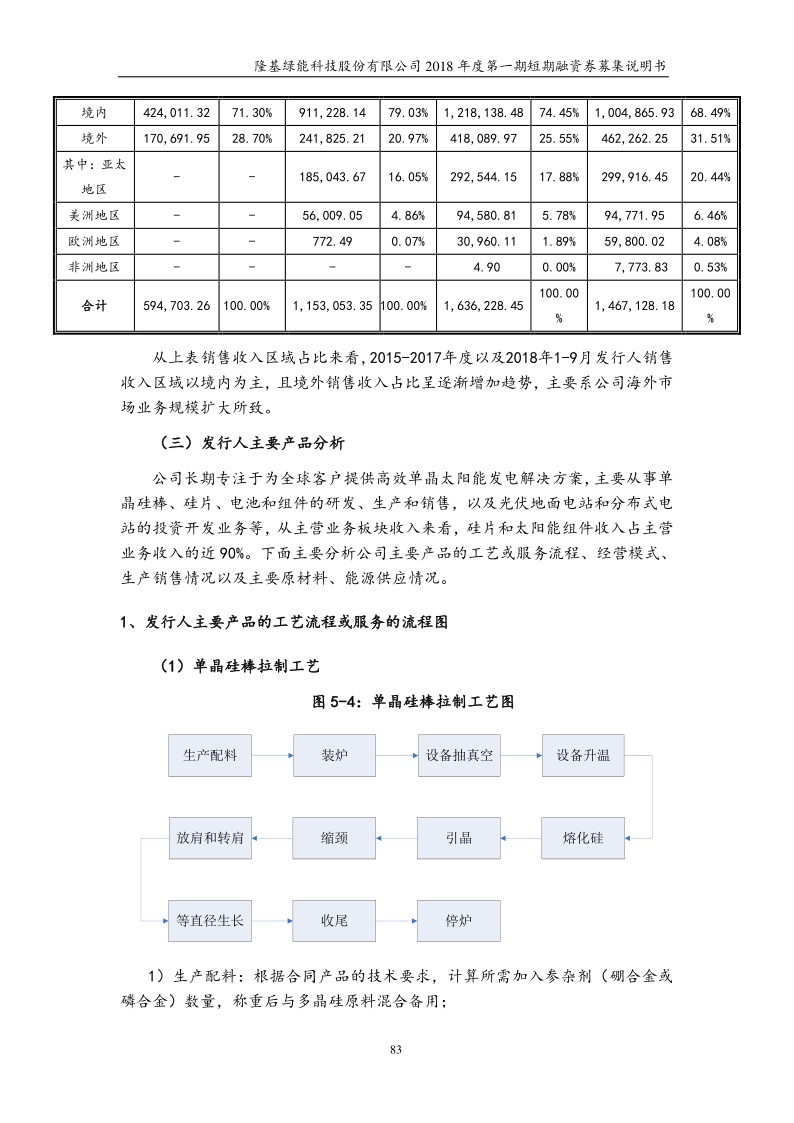 隆基绿能科技股份有限公司 2018 年度第一期短期融资券募集说明书
境内 424,011.32 71.30% 911,228.14 79.03% 1,218,138.48 74.45% 1,004,865.93 68.49%
境外 170,691.95 28.70% 241,825.21 20.97% 418,089.97 25.55% 462,262.25 31.51%
其中：亚太
地区 - - 185,043.67 16.05% 292,544.15 17.88% 299,916.45 20.44%
美洲地区 - - 56,009.05 4.86% 94,580.81 5.78% 94,771.95 6.46%
欧洲地区 - - 772.49 0.07% 30,960.11 1.89% 59,800.02 4.08%
非洲地区 - - - - 4.90 0.00% 7,773.83 0.53%
合计 594,703.26 100.00% 1,153,053.35 100.00% 1,636,228.45 100.00% 1,467,128.18 100.00%
从上表销售收入区域占比来看，2015-2017年度以及2018年1-9月发行人销售
收入区域以境内为主，且境外销售收入占比呈逐渐增加趋势，主要系公司海外市
场业务规模扩大所致。
（三）发行人主要产品分析
公司长期专注于为全球客户提供高效单晶太阳能发电解决方案，主要从事单
晶硅棒、硅片、电池和组件的研发、生产和销售，以及光伏地面电站和分布式电
站的投资开发业务等，从主营业务板块收入来看，硅片和太阳能组件收入占主营
业务收入的近 90%。下面主要分析公司主要产品的工艺或服务流程、经营模式、
生产销售情况以及主要原材料、能源供应情况。
1、发行人主要产品的工艺流程或服务的流程图
（1）单晶硅棒拉制工艺
图 5-4：单晶硅棒拉制工艺图
生产配料 装炉 设备抽真空 设备升温
放肩和转肩 缩颈 引晶 熔化硅
等直径生长 收尾 停炉
1）生产配料：根据合同产品的技术要求，计算所需加入参杂剂（硼合金或
磷合金）数量，称重后与多晶硅原料混合备用；
83